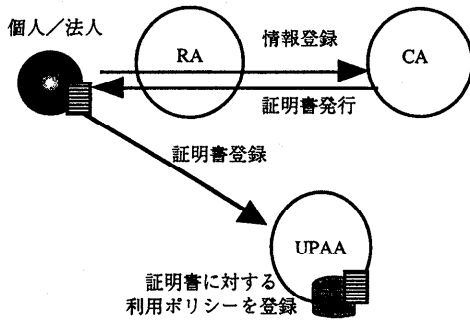 個人／法人
RA
情報登録
CA
証明書発行
証明書登録
UPAA
証明書に対する
利用ポリシーを登録